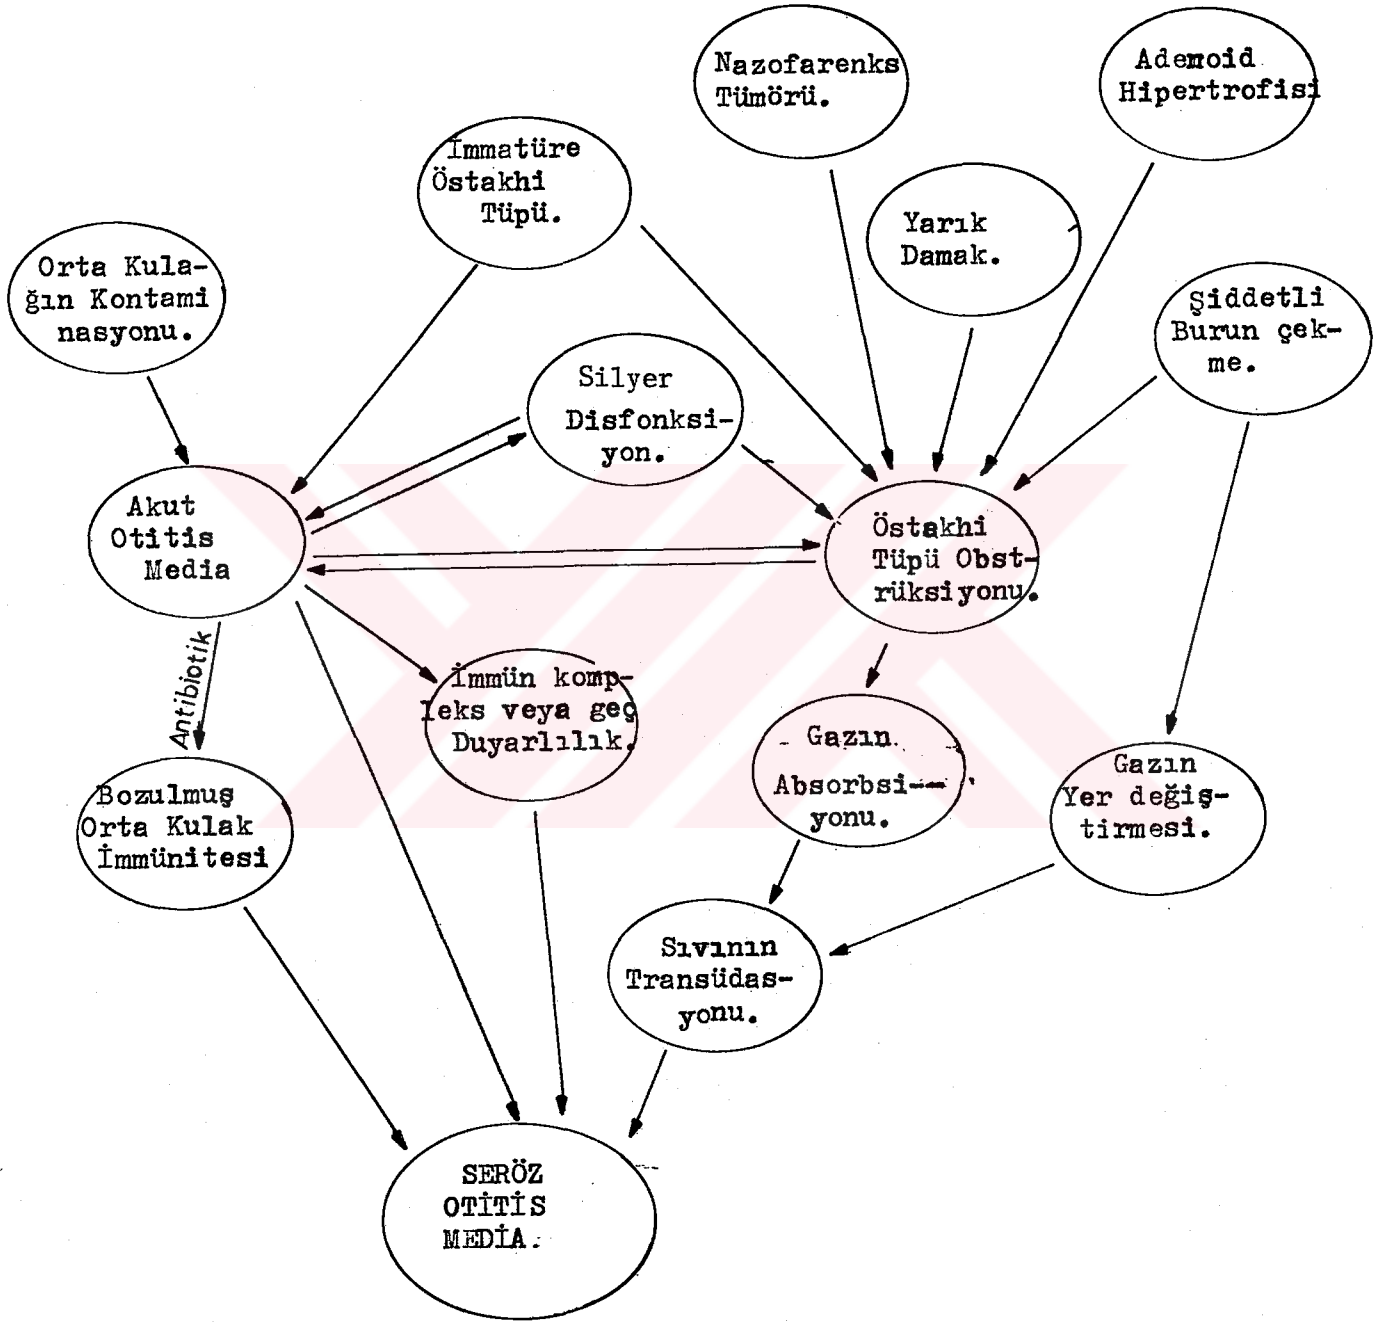 Nazofarenks
Tümörü.
Ademoid
Hipertrofisi
İmmatüre
Östakhi
Tüpü.
Yarık
Damak.
Orta Kula-
ğın Kontami
nasyonu.
Şiddetli
Burun çek-
me.
Silyer
Disfonksi-
yon.
Akut
Otitis
Media
Östakhi
Tüpü Obst-
rüksiyonu.
Antibiotik
İmmün komp-
leks veya geç
Duyarlılık.
Gazın
Absorbsi-
yonu.
Gazın
Yer değiş-
tirmesi.
Bozulmuş
Orta Kulak
İmmünitesi
Sıvının
Transüdas-
yonu.
SERÖZ
OTİTİS
MEDİA.